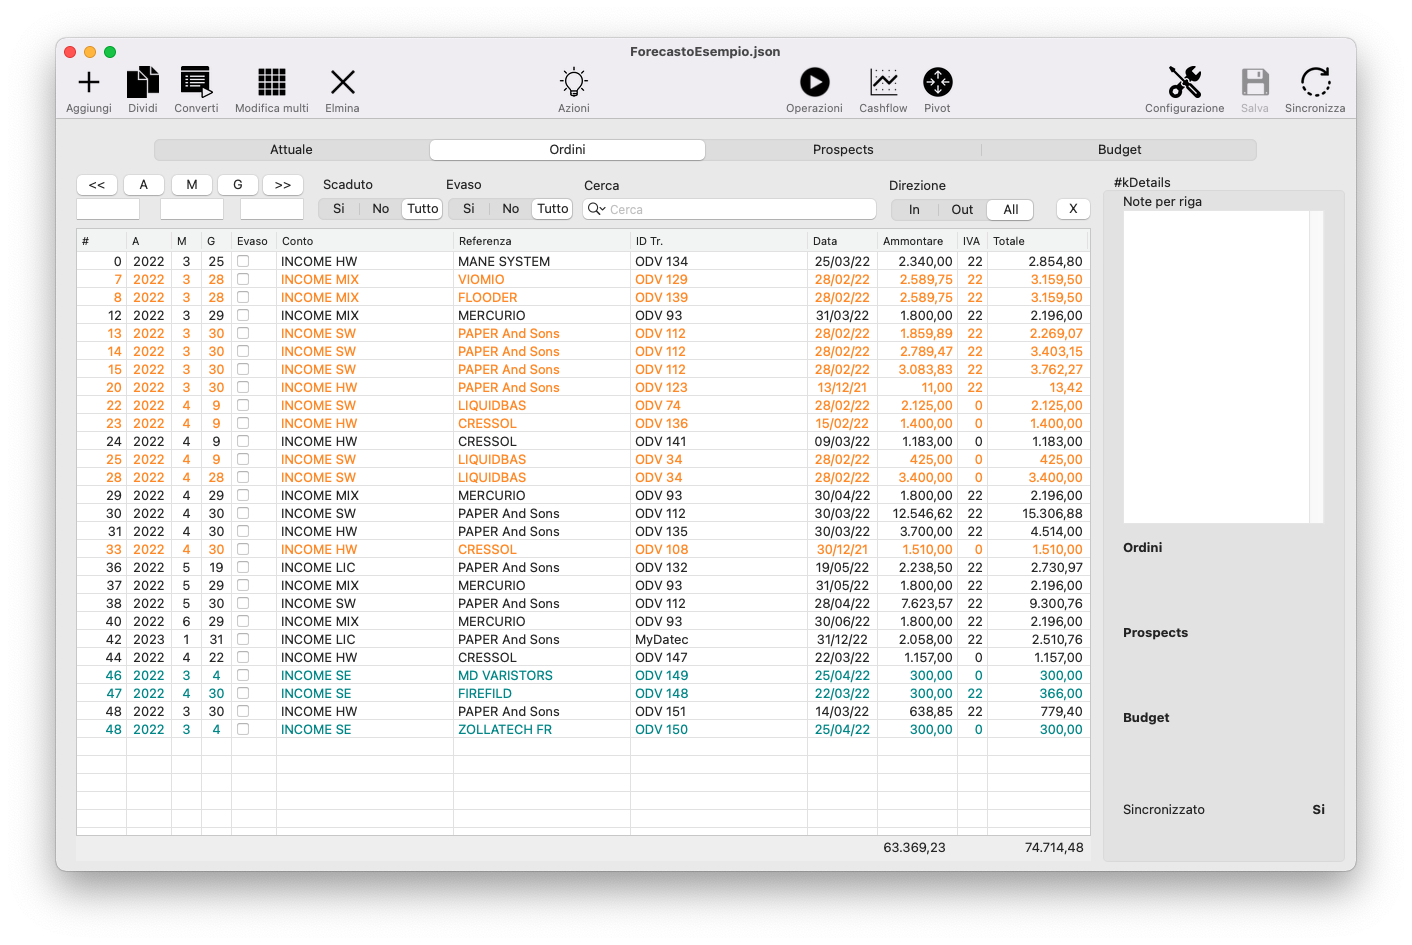 ForecastoEsempio.json
Aggiungi Dividi Converti Modifica multi Elmina Azioni Operazioni Cashflow Pivot Configurazione Salva Sincronizza
Attuale Ordini Prospects Budget
<< A M G >> Scaduto Evaso Cerca Direzione
Si No Tutto Si No Tutto Cerca In Out All X
# A M G Evaso Conto Referenza ID Tr. Data Ammontare IVA Totale
0 2022 3 25 INCOME HW MANE SYSTEM ODV 134 25/03/22 2.340,00 22 2.854,80
7 2022 3 28 INCOME MIX VIOMIO ODV 129 28/02/22 2.589,75 22 3.159,50
8 2022 3 28 INCOME MIX FLOODER ODV 139 28/02/22 2.589,75 22 3.159,50
12 2022 3 29 INCOME MIX MERCURIO ODV 93 31/03/22 1.800,00 22 2.196,00
13 2022 3 30 INCOME SW PAPER And Sons ODV 112 28/02/22 1.859,89 22 2.269,07
14 2022 3 30 INCOME SW PAPER And Sons ODV 112 28/02/22 2.789,47 22 3.403,15
15 2022 3 30 INCOME SW PAPER And Sons ODV 112 28/02/22 3.083,83 22 3.762,27
20 2022 3 30 INCOME HW PAPER And Sons ODV 123 13/12/21 11,00 22 13,42
22 2022 4 9 INCOME SW LIQUIDBAS ODV 74 28/02/22 2.125,00 0 2.125,00
23 2022 4 9 INCOME HW CRESSOL ODV 136 15/02/22 1.400,00 0 1.400,00
24 2022 4 9 INCOME HW CRESSOL ODV 141 09/03/22 1.183,00 0 1.183,00
25 2022 4 9 INCOME SW LIQUIDBAS ODV 34 28/02/22 425,00 0 425,00
28 2022 4 28 INCOME SW LIQUIDBAS ODV 34 28/02/22 3.400,00 0 3.400,00
29 2022 4 29 INCOME MIX MERCURIO ODV 93 30/04/22 1.800,00 22 2.196,00
30 2022 4 30 INCOME SW PAPER And Sons ODV 112 30/03/22 12.546,62 22 15.306,88
31 2022 4 30 INCOME HW PAPER And Sons ODV 135 30/03/22 3.700,00 22 4.514,00
33 2022 4 30 INCOME HW CRESSOL ODV 108 30/12/21 1.510,00 0 1.510,00
36 2022 5 19 INCOME LIC PAPER And Sons ODV 132 19/05/22 2.238,50 22 2.730,97
37 2022 5 29 INCOME MIX MERCURIO ODV 93 31/05/22 1.800,00 22 2.196,00
38 2022 5 30 INCOME SW PAPER And Sons ODV 112 28/04/22 7.623,57 22 9.300,76
40 2022 6 29 INCOME MIX MERCURIO ODV 93 30/06/22 1.800,00 22 2.196,00
42 2023 1 31 INCOME LIC PAPER And Sons MyDatec 31/12/22 2.058,00 22 2.510,76
44 2022 4 22 INCOME HW CRESSOL ODV 147 22/03/22 1.157,00 0 1.157,00
46 2022 3 4 INCOME SE MD VARISTORS ODV 149 25/04/22 300,00 0 300,00
47 2022 4 30 INCOME SE FIREFILD ODV 148 22/03/22 300,00 22 366,00
48 2022 3 30 INCOME HW PAPER And Sons ODV 151 14/03/22 638,85 22 779,40
48 2022 3 4 INCOME SE ZOLLATECH FR ODV 150 25/04/22 300,00 0 300,00
63.369,23 74.714,48
#kDetails
Note per riga
Ordini
Prospects
Budget
Sincronizzato Si